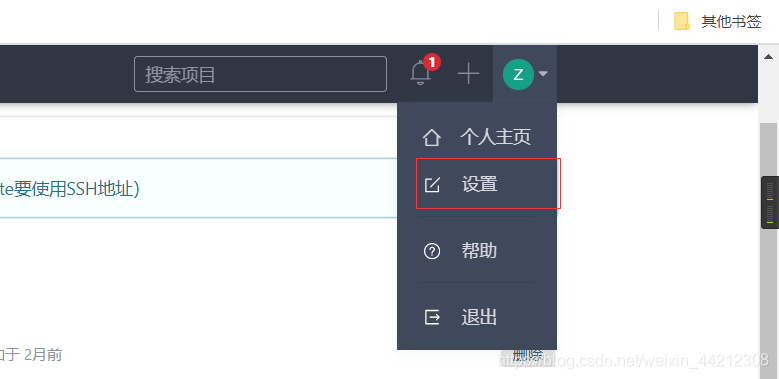 其他书签
搜索项目
1
Z
个人主页
te要使用SSH地址)
设置
帮助
退出
于 2月前
删除
https://blog.csdn.net/weixin_44212308